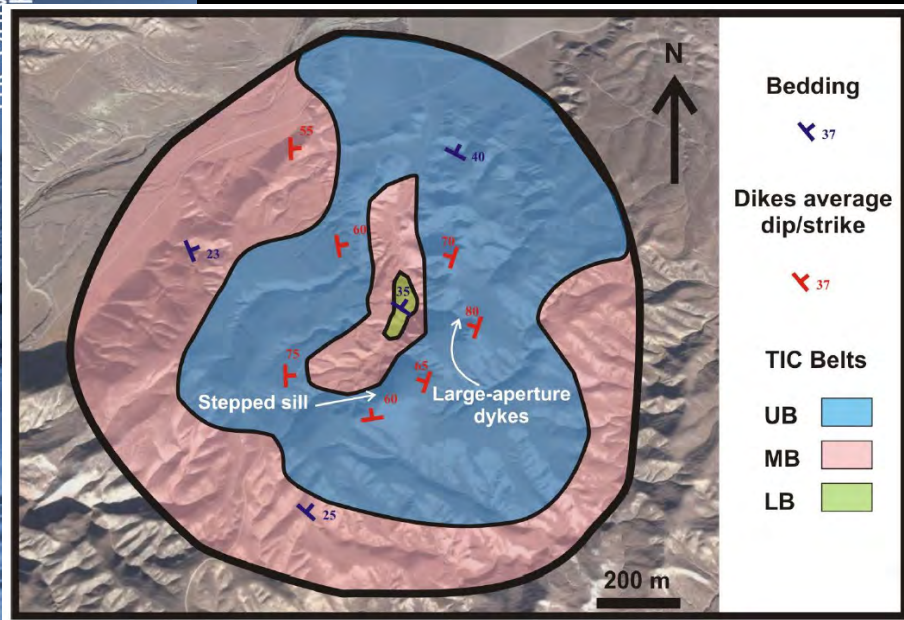 N
Bedding
37
Dikes average
dip/strike
37
TIC Belts
UB
MB
LB
55
40
60
70
23
35
80
75
65
60
25
Stepped sill
Large-aperture
dykes
200 m